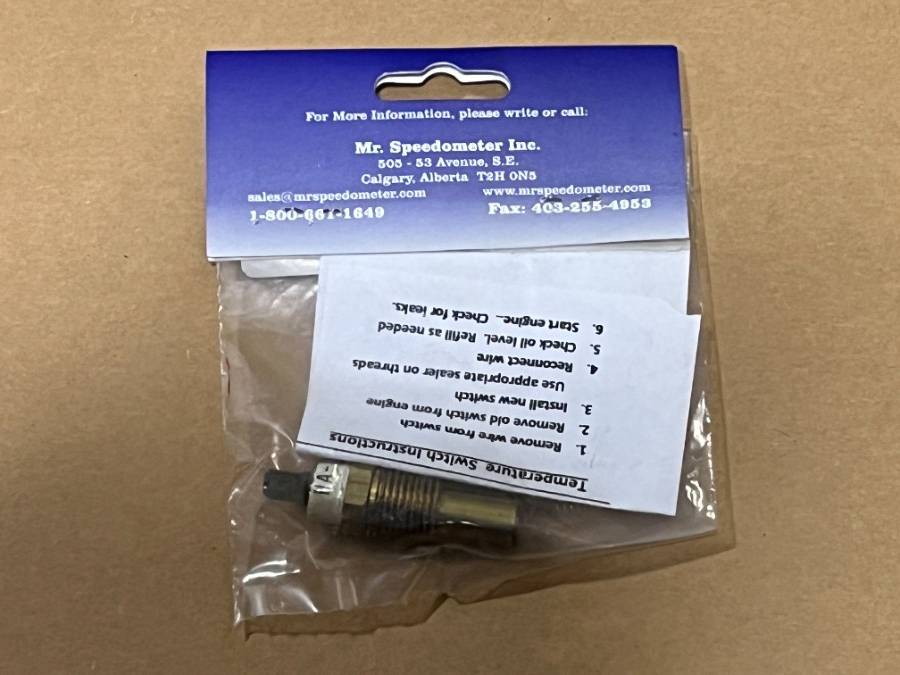 For More Information, please write or call:
Mr. Speedometer Inc.
505 - 53 Avenue, S.E.
Calgary, Alberta T2H 0N5
sales@mrspeedometer.com www.mrspeedometer.com
1-800-661-1649 Fax: 403-255-4953
Temperature Switch Instructions
1. Remove wire from switch
2. Remove old switch from engine
3. Install new switch
Use appropriate sealer on threads
4. Reconnect wire
5. Check oil level. Refill as needed
6. Start engine. Check for leaks.